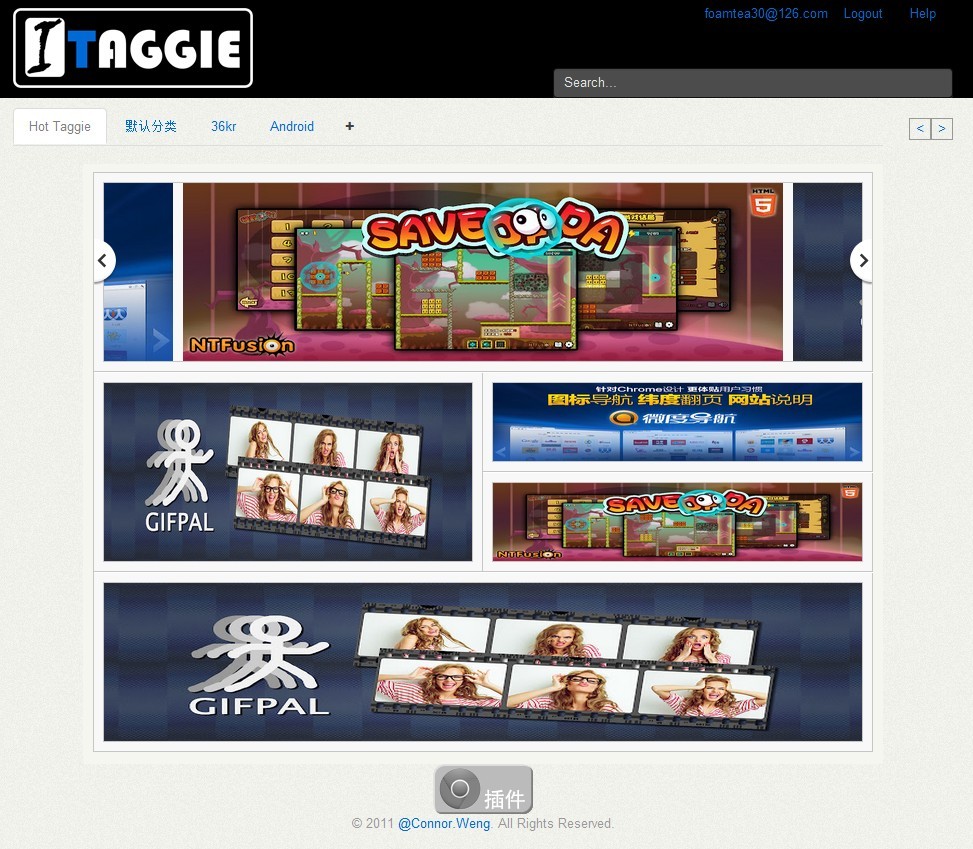 foamtea30@126.com Logout Help
TAGGIE
Search...
Hot Taggie 默认分类 36kr Android +
< >
HTML
5
SAVE DA
NTFusion
针对Chrome设计 更体贴用户习惯
图标导航 纬度翻页 网站说明
微度导航
GIFPAL
SAVE DA
NTFusion
GIFPAL
插件
© 2011 @Connor.Weng. All Rights Reserved.